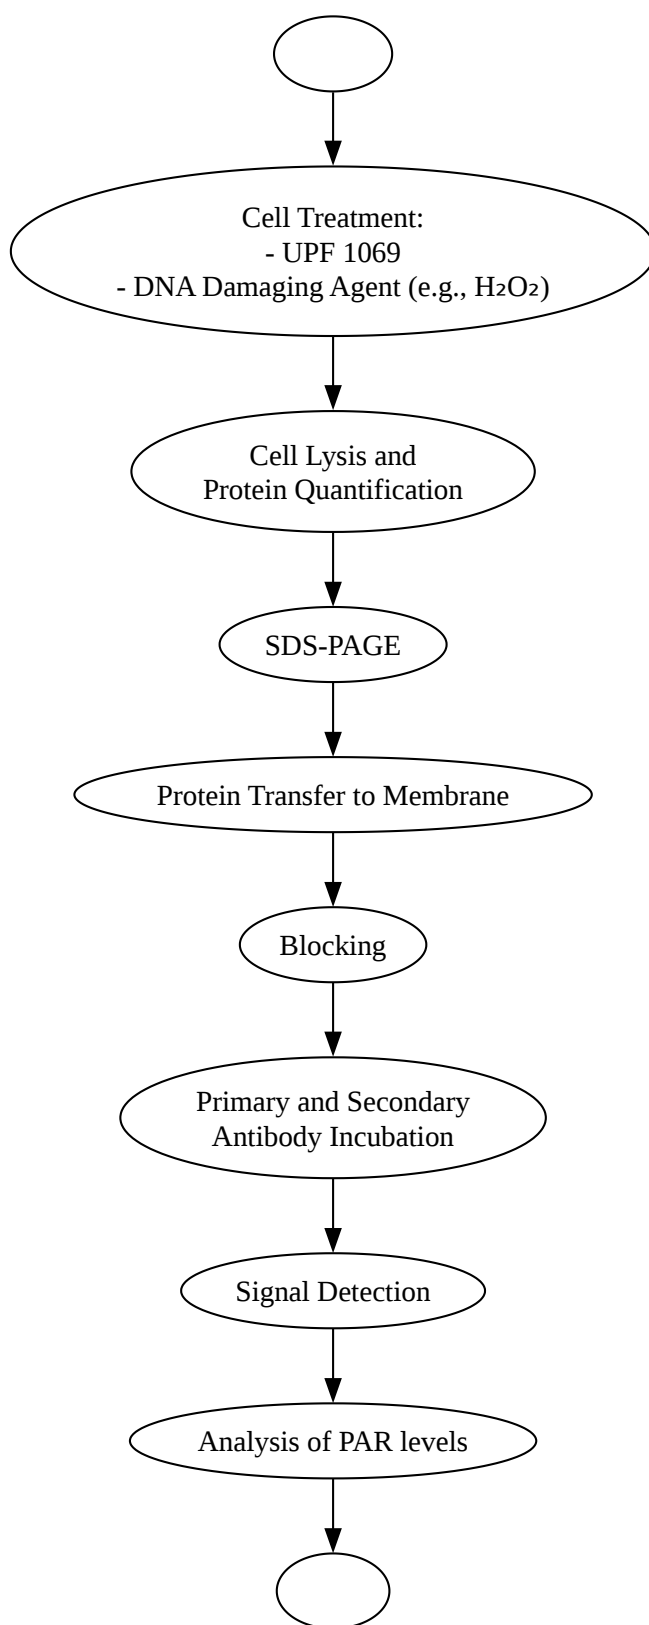 Cell Treatment:
- UPF 1069
- DNA Damaging Agent (e.g., H₂O₂)
Cell Lysis and
Protein Quantification
SDS-PAGE
Protein Transfer to Membrane
Blocking
Primary and Secondary
Antibody Incubation
Signal Detection
Analysis of PAR levels